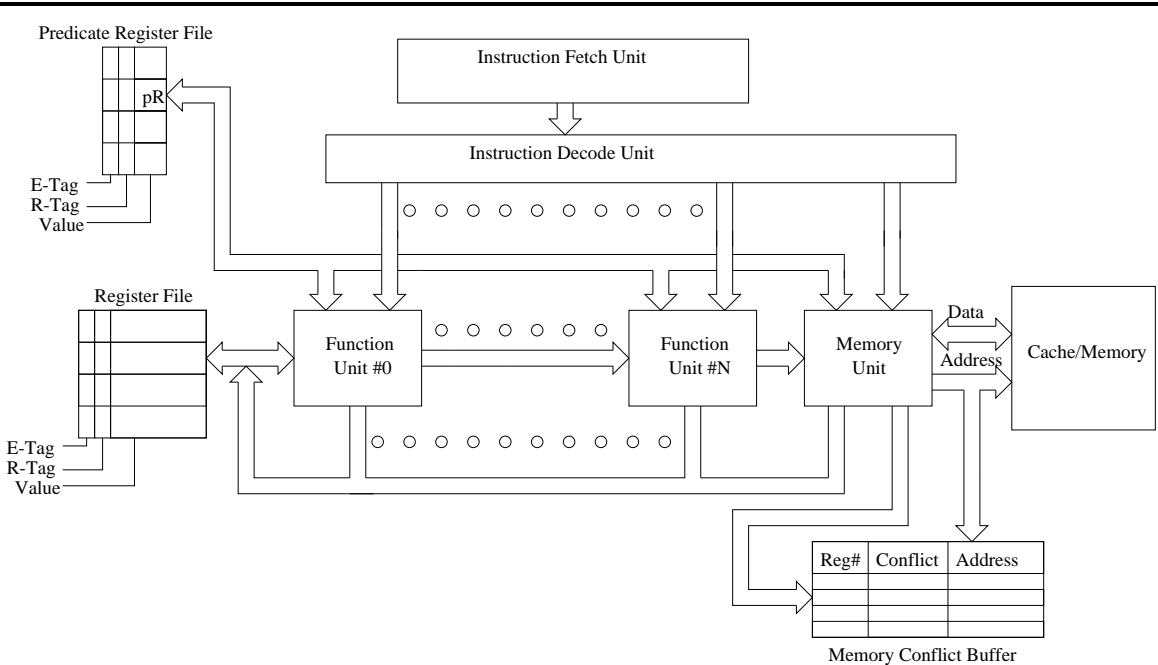 Predicate Register File
Instruction Fetch Unit
pR
Instruction Decode Unit
E-Tag
R-Tag
Value
Register File
Function
Unit #0
Function
Unit #N
Memory
Unit
Data
Address
Cache/Memory
E-Tag
R-Tag
Value
Reg# Conflict Address
Memory Conflict Buffer